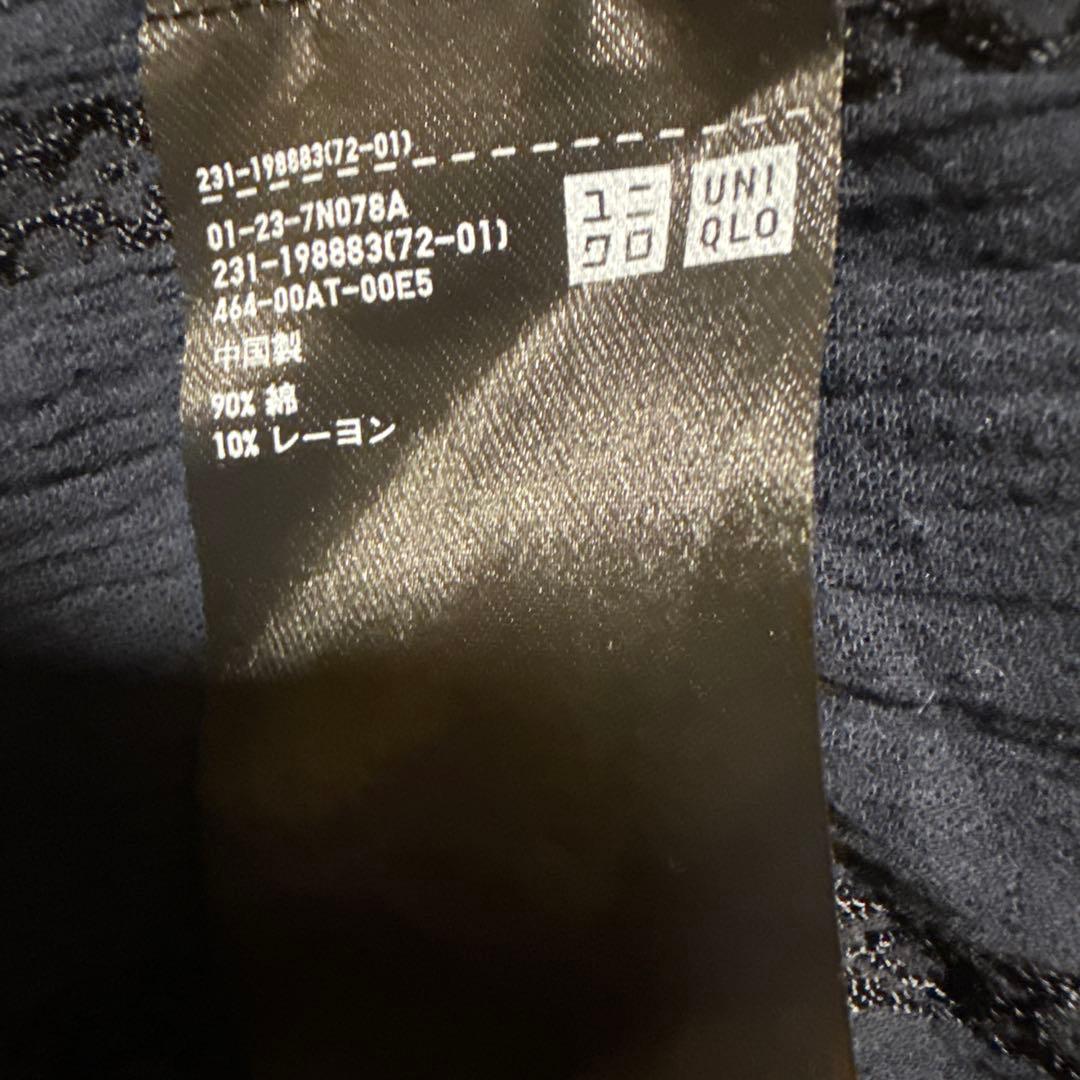 231-198883(72-01)
01-23-7N078A
231-198883(72-01)
464-00AT-00E5
中国製
90% 綿
10% レーヨン
ユニ
クロ
UNI
QLO